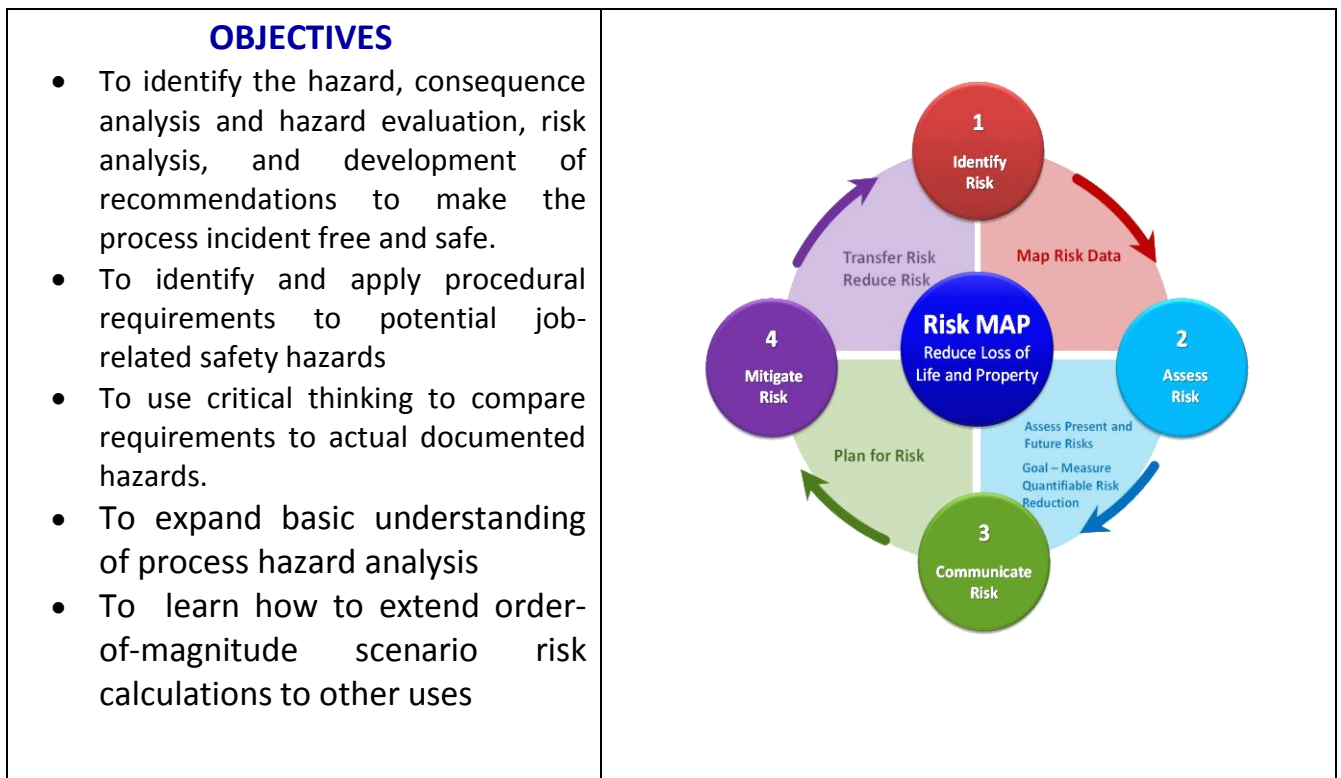 OBJECTIVES
• To identify the hazard, consequence
analysis and hazard evaluation, risk
analysis, and development of
recommendations to make the
process incident free and safe.
• To identify and apply procedural
requirements to potential job-
related safety hazards
• To use critical thinking to compare
requirements to actual documented
hazards.
• To expand basic understanding
of process hazard analysis
• To learn how to extend order-
of-magnitude scenario risk
calculations to other uses
1
Identify
Risk
Transfer Risk
Reduce Risk
Map Risk Data
Risk MAP
Reduce Loss of
Life and Property
4
Mitigate
Risk
2
Assess
Risk
Plan for Risk
Assess Present and
Future Risks
Goal – Measure
Quantifiable Risk
Reduction
3
Communicate
Risk